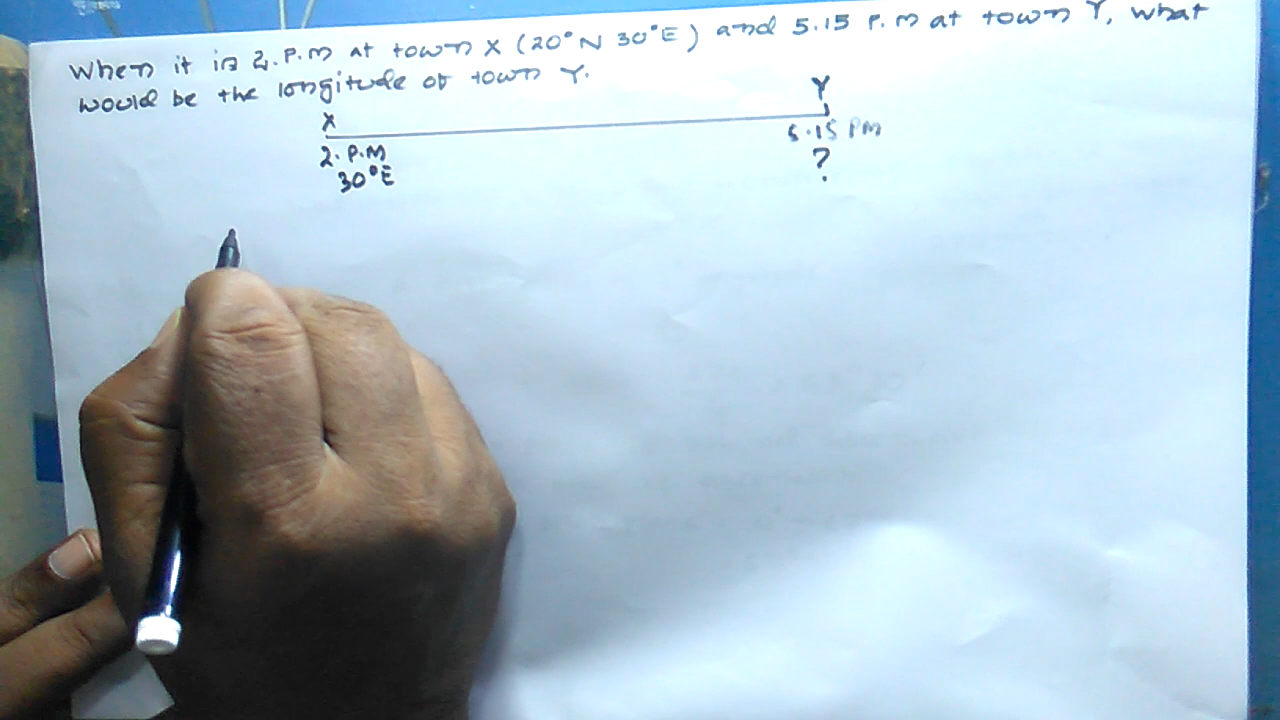 When it is 2. P.M at town X (20°N 30°E) and 5.15 P.M at town Y, what
would be the longitude of town Y.
X Y
2. P.M 5.15 PM
30°E ?